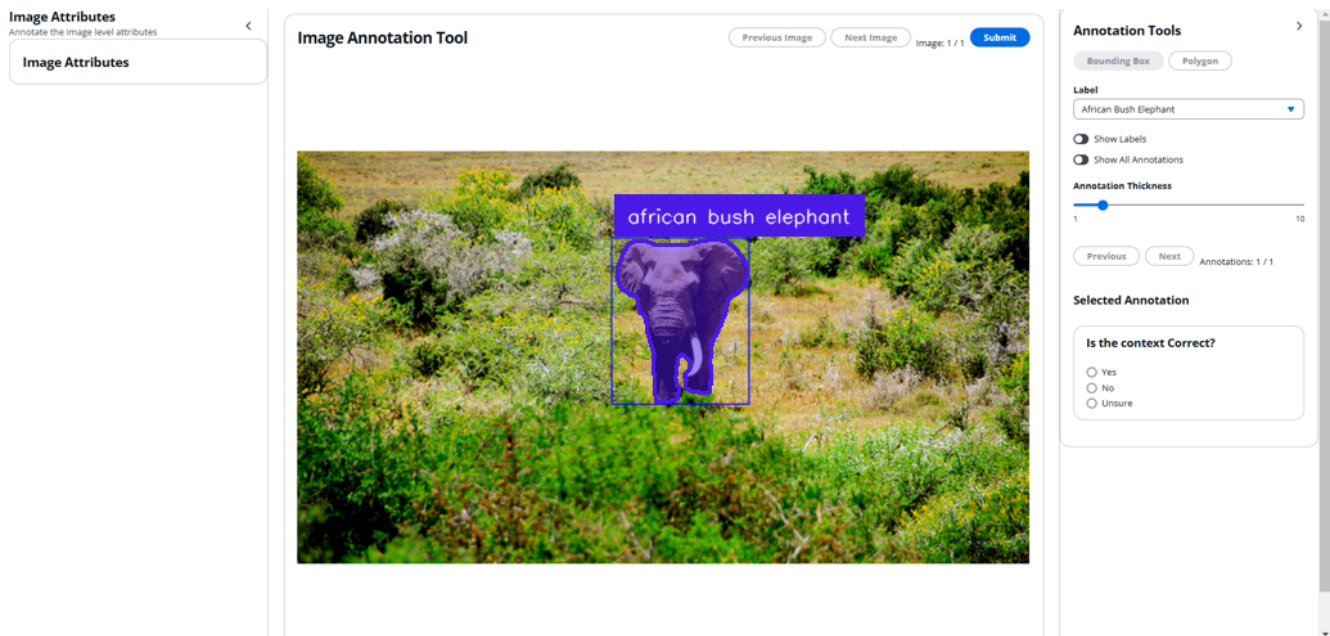 Image Attributes
Annotate the image level attributes
Image Attributes
Image Annotation Tool
Previous Image
Next Image
Image: 1 / 1
Submit
african bush elephant
Annotation Tools
Bounding Box
Polygon
Label
African Bush Elephant
Show Labels
Show All Annotations
Annotation Thickness
1
10
Previous
Next
Annotations: 1 / 1
Selected Annotation
Is the context Correct?
Yes
No
Unsure